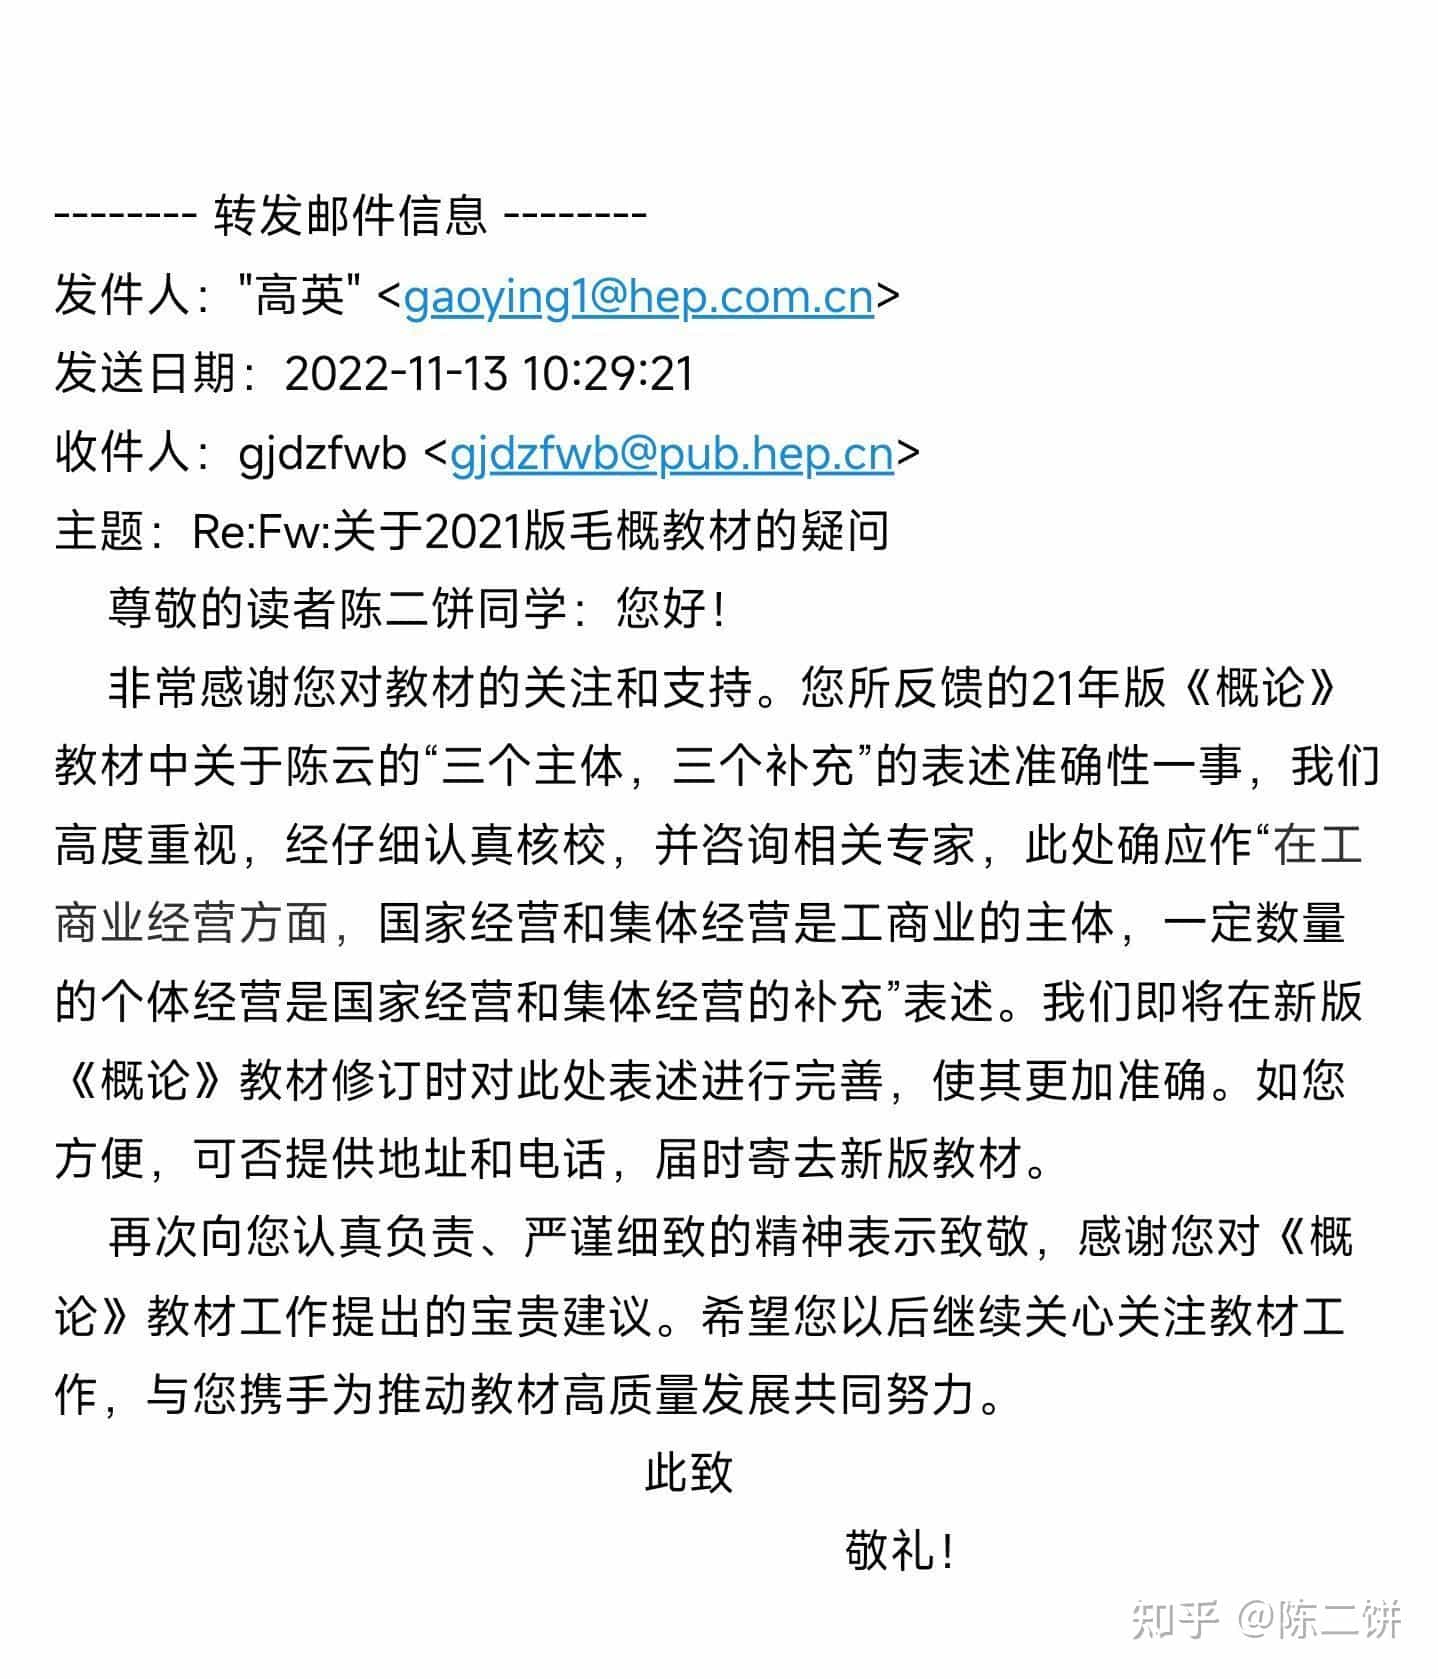 -------- 转发邮件信息 --------
发件人："高英" <gaoying1@hep.com.cn>
发送日期：2022-11-13 10:29:21
收件人：gjdzfwb <gjdzfwb@pub.hep.cn>
主题：Re:Fw:关于2021版毛概教材的疑问
尊敬的读者陈二饼同学：您好！
非常感谢您对教材的关注和支持。您所反馈的21年版《概论》
教材中关于陈云的“三个主体，三个补充”的表述准确性一事，我们
高度重视，经仔细认真核校，并咨询相关专家，此处确应作“在工
商业经营方面，国家经营和集体经营是工商业的主体，一定数量
的个体经营是国家经营和集体经营的补充”表述。我们即将在新版
《概论》教材修订时对此处表述进行完善，使其更加准确。如您
方便，可否提供地址和电话，届时寄去新版教材。
再次向您认真负责、严谨细致的精神表示致敬，感谢您对《概
论》教材工作提出的宝贵建议。希望您以后继续关心关注教材工
作，与您携手为推动教材高质量发展共同努力。
此致
敬礼！
知乎 @陈二饼